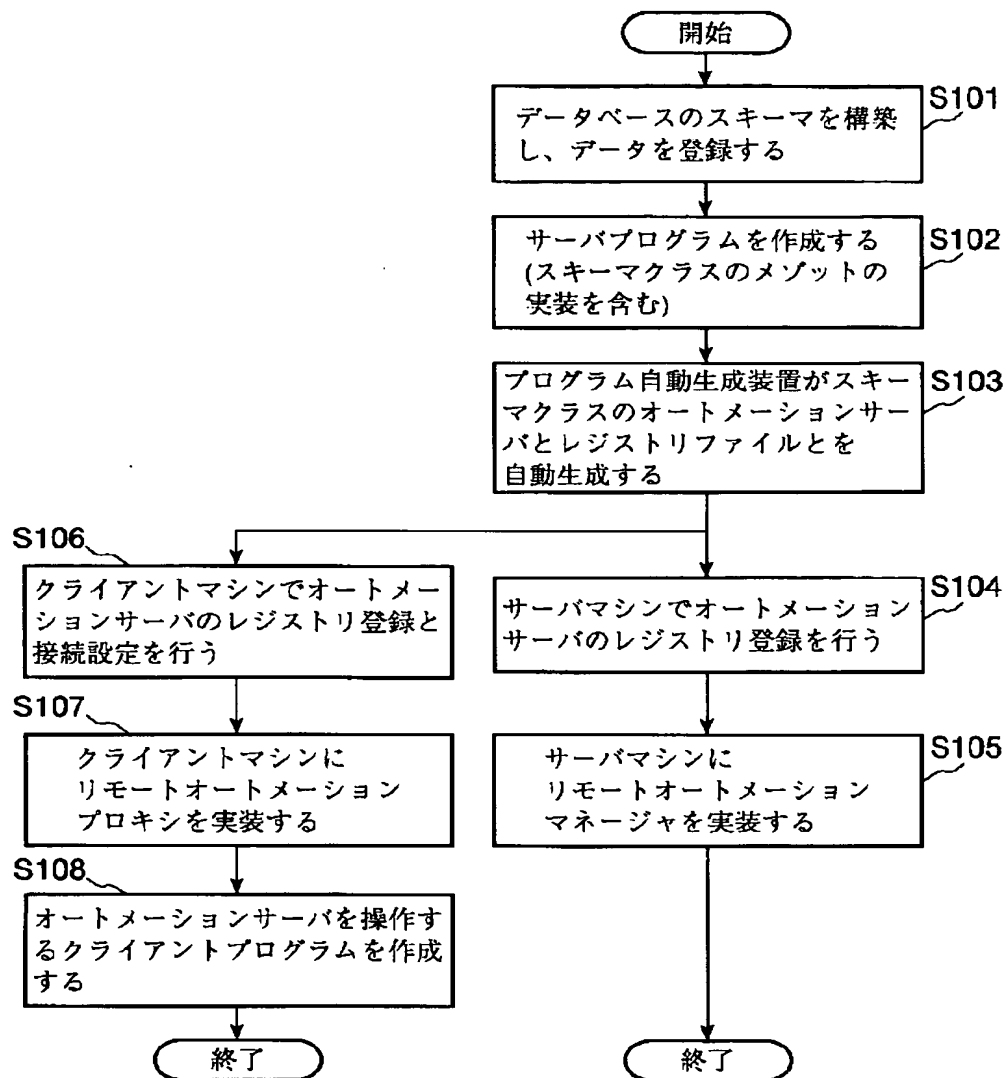 開始
S101
データベースのスキーマを構築
し、データを登録する
S102
サーバプログラムを作成する
(スキーマクラスのメゾットの
実装を含む)
S103
プログラム自動生成装置がスキー
マクラスのオートメーションサー
バとレジストリファイルとを
自動生成する
S106
クライアントマシンでオートメー
ションサーバのレジストリ登録と
接続設定を行う
S104
サーバマシンでオートメーション
サーバのレジストリ登録を行う
S107
クライアントマシンに
リモートオートメーション
プロキシを実装する
S105
サーバマシンに
リモートオートメーション
マネージャを実装する
S108
オートメーションサーバを操作す
るクライアントプログラムを作成
する
終了
終了